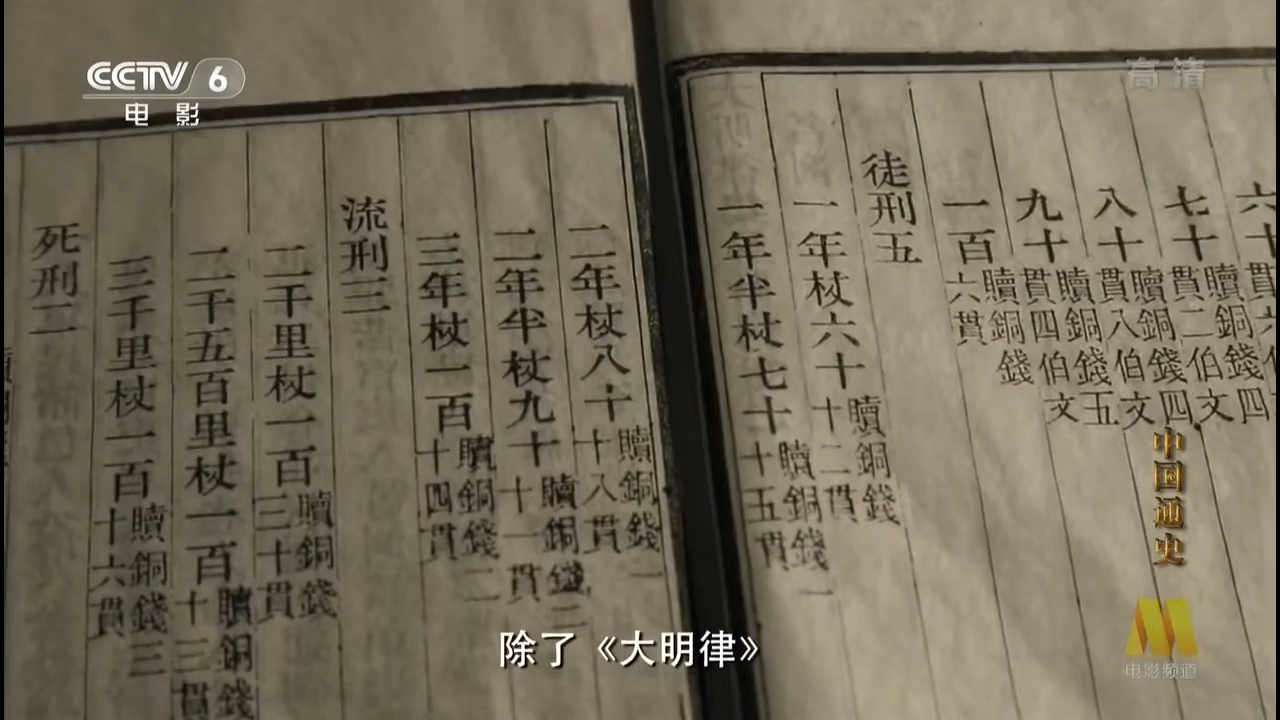 CCTV 6
电影
高清
六十貫六伯
七十贖銅錢四貫二伯文
八十贖銅錢四貫八伯文
九十贖銅錢五貫四伯文
一百贖銅錢六貫
徒刑五
一年杖六十贖銅錢十二貫
一年半杖七十贖銅錢一十五貫
二年杖八十贖銅錢一十八貫
二年半杖九十贖銅錢二十一貫
三年杖一百贖銅錢二十四貫
流刑三
二千里杖一百贖銅錢三十貫
二千五百里杖一百贖銅錢十三貫
三千里杖一百贖銅錢三十六貫
死刑二
中国通史
电影频道
除了《大明律》